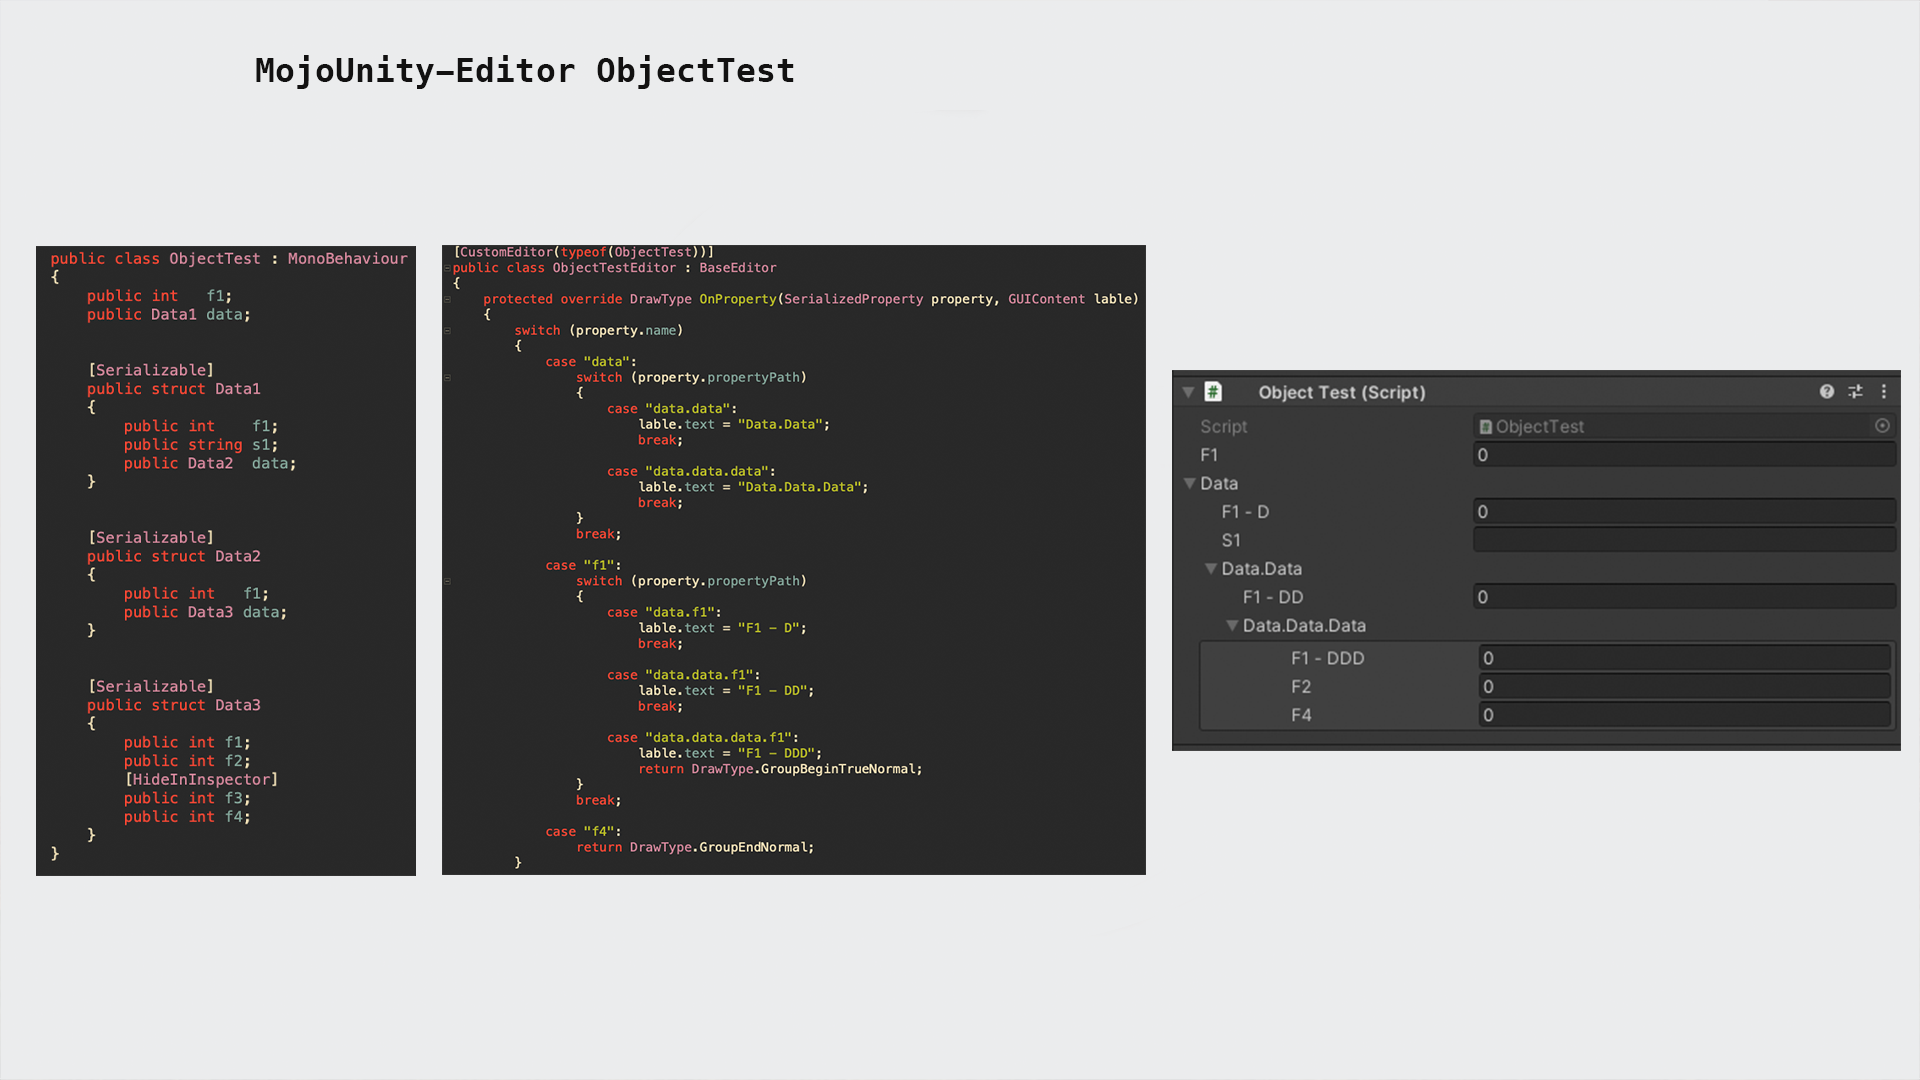 MojoUnity–Editor ObjectTest
public class ObjectTest : MonoBehaviour
{
public int f1;
public Data1 data;
[Serializable]
public struct Data1
{
public int f1;
public string s1;
public Data2 data;
}
[Serializable]
public struct Data2
{
public int f1;
public Data3 data;
}
[Serializable]
public struct Data3
{
public int f1;
public int f2;
[HideInInspector]
public int f3;
public int f4;
}
}
[CustomEditor(typeof(ObjectTest))]
public class ObjectTestEditor : BaseEditor
{
protected override DrawType OnProperty(SerializedProperty property, GUIContent lable)
{
switch (property.name)
{
case "data":
switch (property.propertyPath)
{
case "data.data":
lable.text = "Data.Data";
break;
case "data.data.data":
lable.text = "Data.Data.Data";
break;
}
break;
case "f1":
switch (property.propertyPath)
{
case "data.f1":
lable.text = "F1 - D";
break;
case "data.data.f1":
lable.text = "F1 - DD";
break;
case "data.data.data.f1":
lable.text = "F1 - DDD";
return DrawType.GroupBeginTrueNormal;
}
break;
case "f4":
return DrawType.GroupEndNormal;
}
# Object Test (Script) ?
Script # ObjectTest
F1 0
Data
F1 - D 0
S1
Data.Data
F1 - DD 0
Data.Data.Data
F1 - DDD 0
F2 0
F4 0